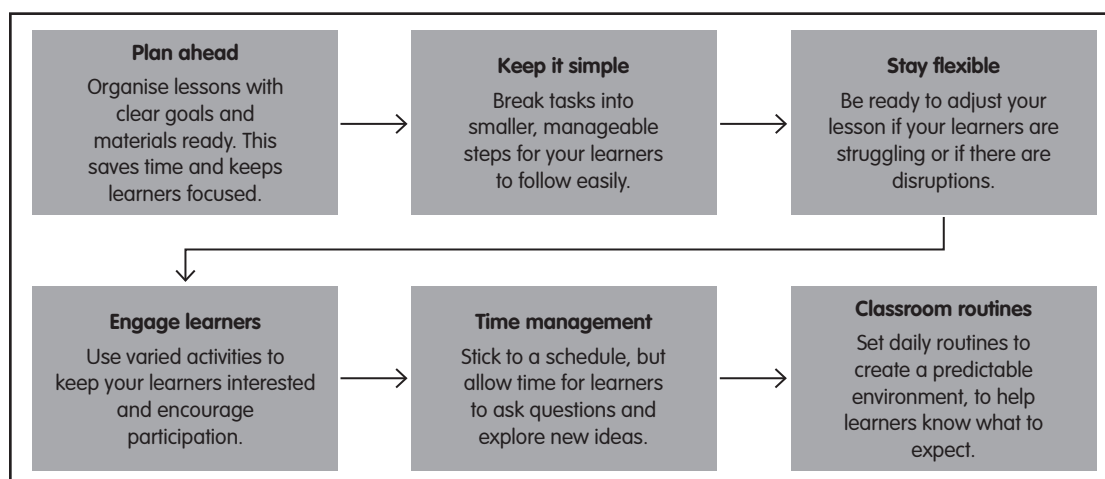 Plan ahead
Organise lessons with
clear goals and
materials ready. This
saves time and keeps
learners focused.
Keep it simple
Break tasks into
smaller, manageable
steps for your learners
to follow easily.
Stay flexible
Be ready to adjust your
lesson if your learners are
struggling or if there are
disruptions.
Engage learners
Use varied activities to
keep your learners interested
and encourage
participation.
Time management
Stick to a schedule, but
allow time for learners
to ask questions and
explore new ideas.
Classroom routines
Set daily routines to
create a predictable
environment, to help
learners know what to
expect.